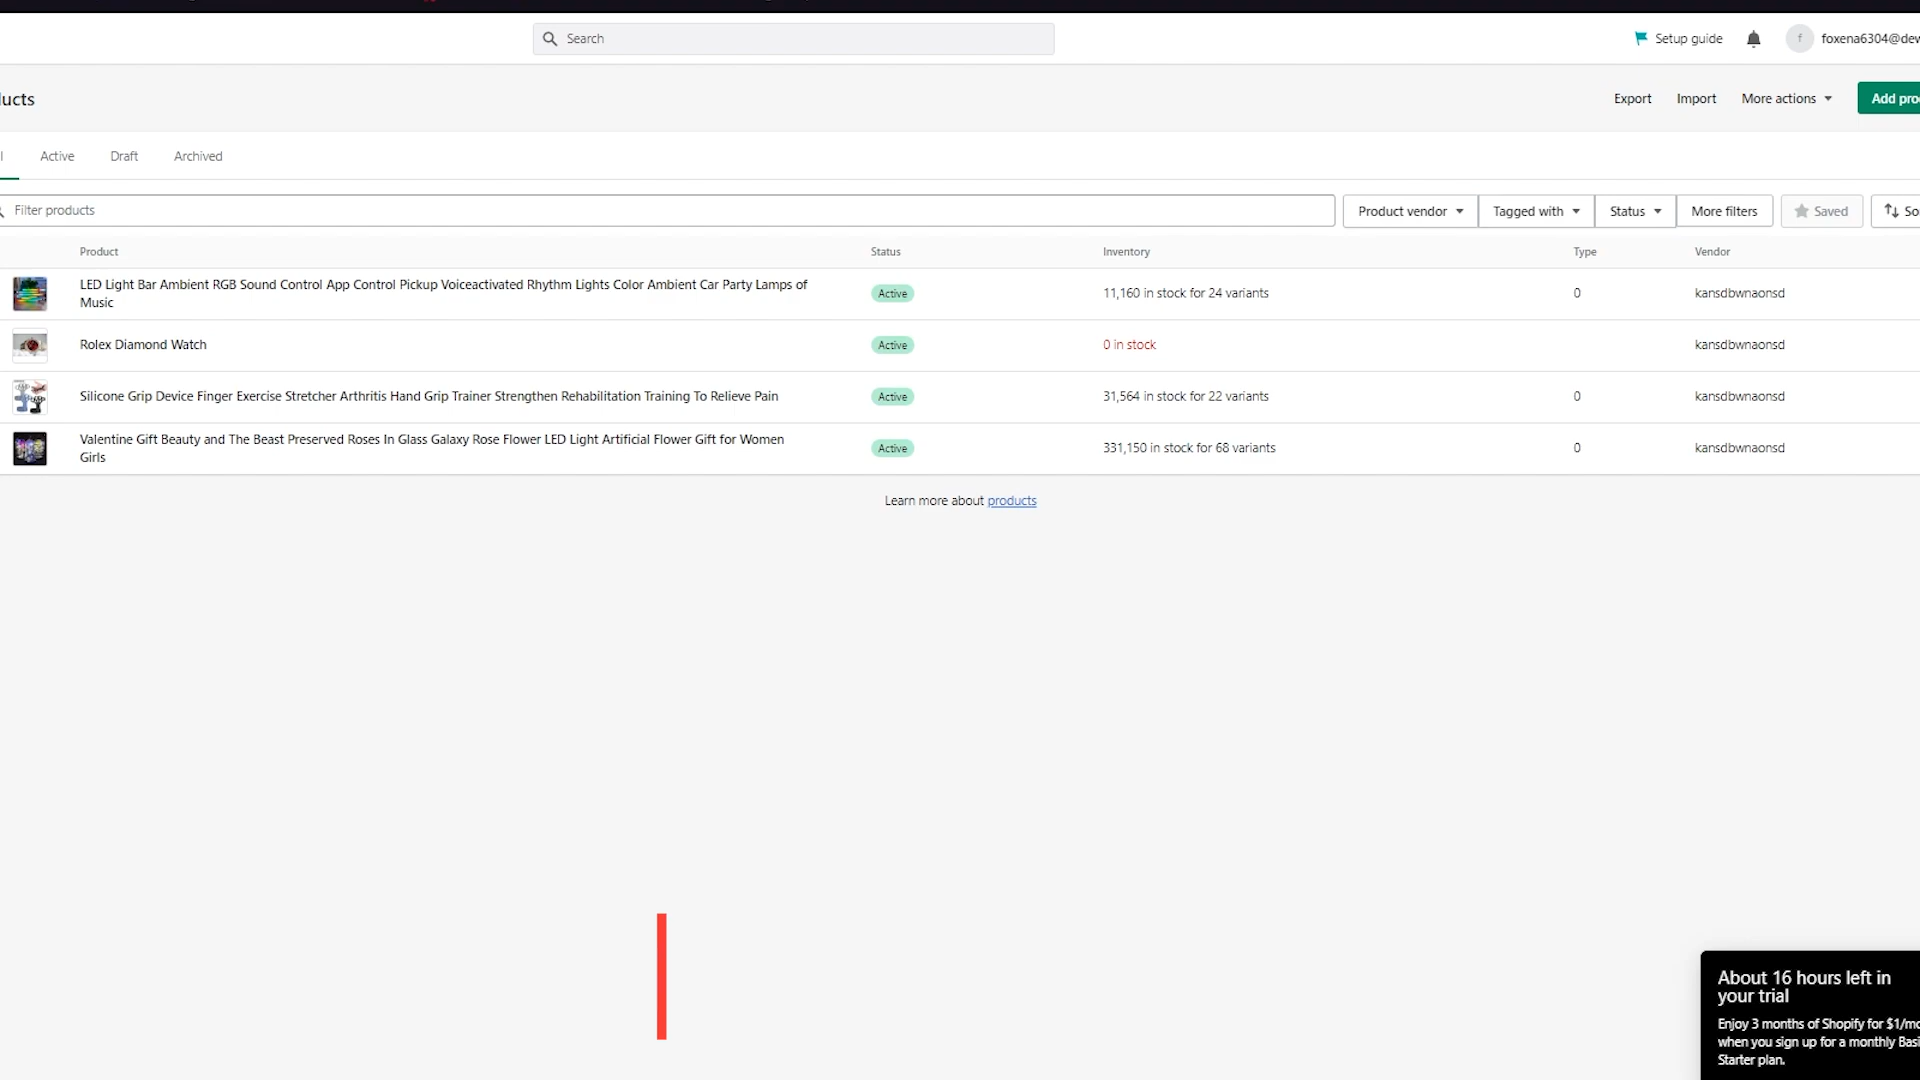 Search
Setup guide
f
foxena6304@dew
ucts
Export
Import
More actions
Add pro
l
Active
Draft
Archived
Filter products
Product vendor
Tagged with
Status
More filters
Saved
So
Product
Status
Inventory
Type
Vendor
LED Light Bar Ambient RGB Sound Control App Control Pickup Voiceactivated Rhythm Lights Color Ambient Car Party Lamps of
Music
Active
11,160 in stock for 24 variants
0
kansdbwnaonsd
Rolex Diamond Watch
Active
0 in stock
kansdbwnaonsd
Silicone Grip Device Finger Exercise Stretcher Arthritis Hand Grip Trainer Strengthen Rehabilitation Training To Relieve Pain
Active
31,564 in stock for 22 variants
0
kansdbwnaonsd
Valentine Gift Beauty and The Beast Preserved Roses In Glass Galaxy Rose Flower LED Light Artificial Flower Gift for Women
Girls
Active
331,150 in stock for 68 variants
0
kansdbwnaonsd
Learn more about products
About 16 hours left in
your trial
Enjoy 3 months of Shopify for $1/mo
when you sign up for a monthly Basi
Starter plan.